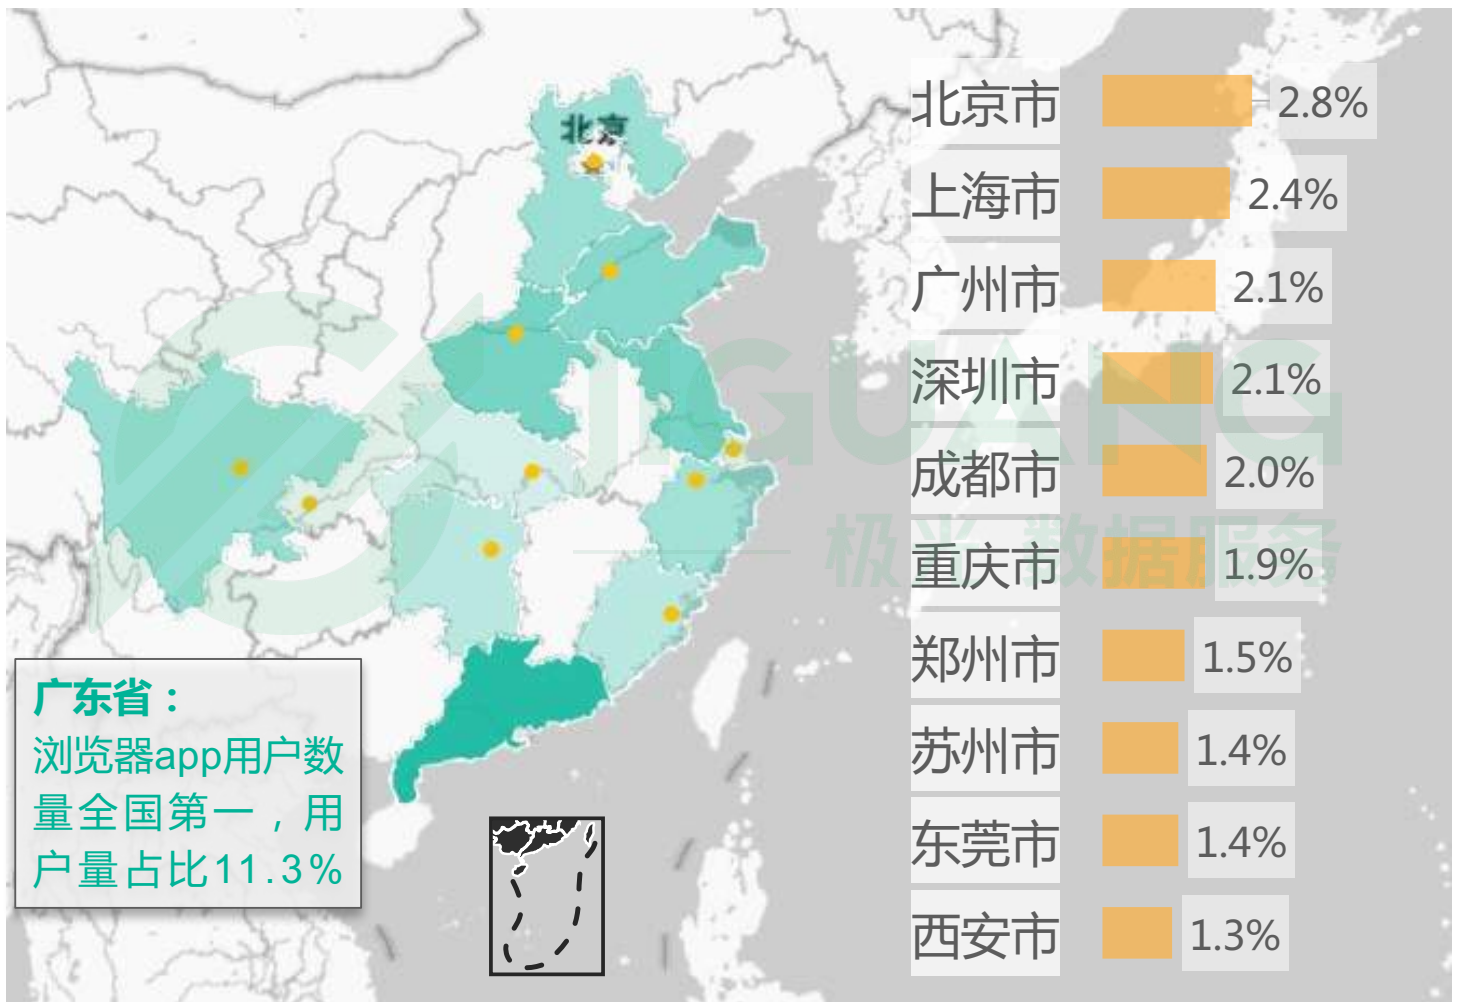 北京
广东省：
浏览器app用户数
量全国第一，用
户量占比11.3%
北京市 2.8%
上海市 2.4%
广州市 2.1%
深圳市 2.1%
成都市 2.0%
重庆市 1.9%
郑州市 1.5%
苏州市 1.4%
东莞市 1.4%
西安市 1.3%
JIGUANG
极光 数据服务